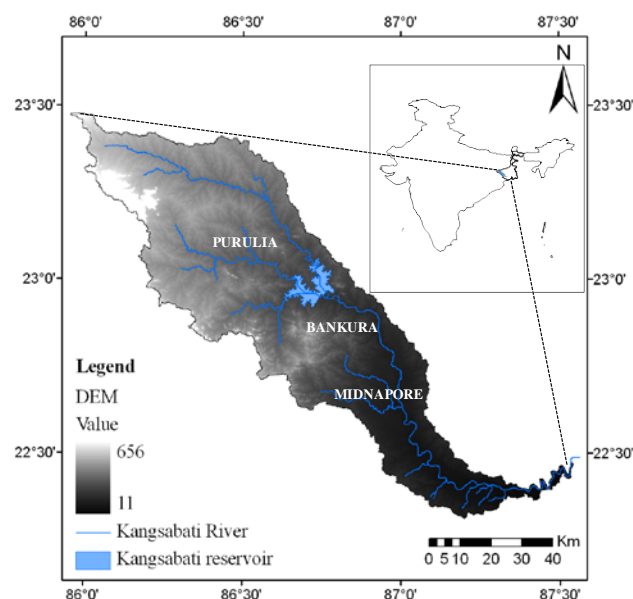 86°0' 86°30' 87°0' 87°30'
N
23°30' 23°30'
PURULIA
23°0' 23°0'
BANKURA
Legend
DEM
MIDNAPORE
Value
656
22°30' 22°30'
11
Kangsabati River
Km
Kangsabati reservoir
0 5 10 20 30 40
86°0' 86°30' 87°0' 87°30'